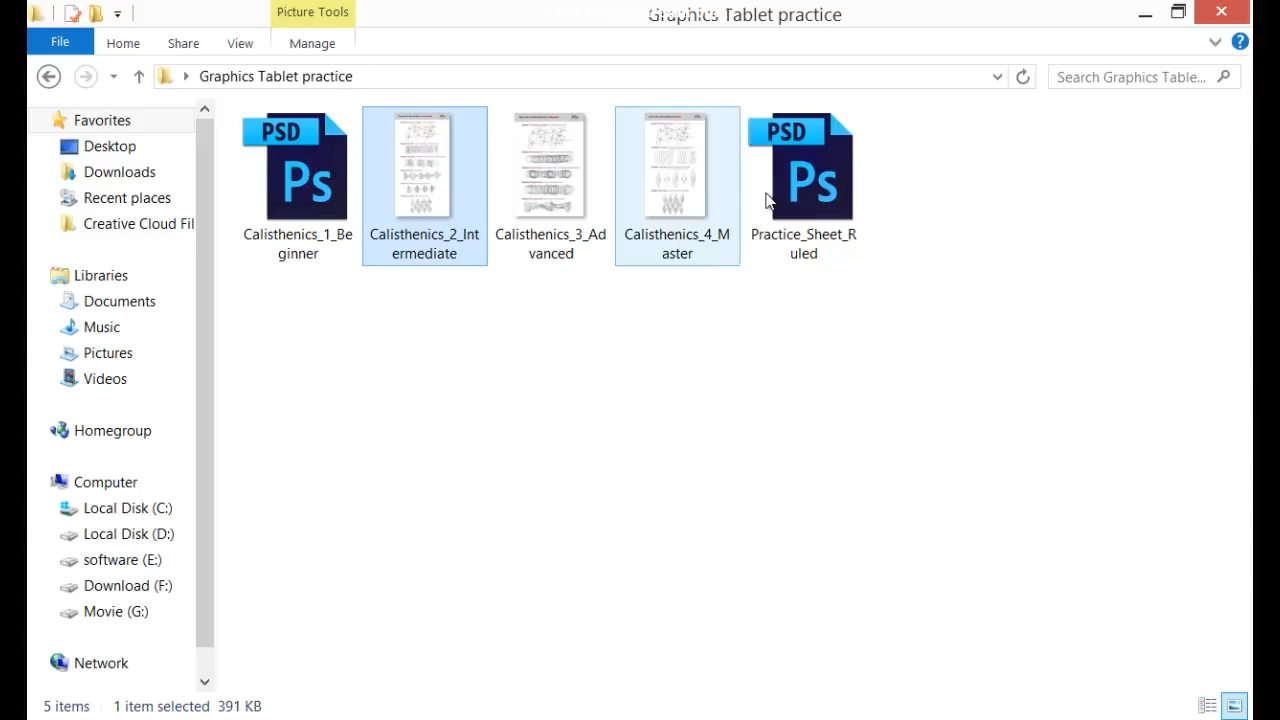 Picture Tools
Graphics Tablet practice
File
Home
Share
View
Manage
Graphics Tablet practice
Search Graphics Table...
Favorites
Desktop
Downloads
Recent places
Creative Cloud Fil
Libraries
Documents
Music
Pictures
Videos
Homegroup
Computer
Local Disk (C:)
Local Disk (D:)
software (E:)
Download (F:)
Movie (G:)
Network
PSD
Ps
Calisthenics_1_Be
ginner
Calisthenics_2_Int
ermediate
Calisthenics_3_Ad
vanced
Calisthenics_4_M
aster
PSD
Ps
Practice_Sheet_R
uled
5 items
1 item selected 391 KB